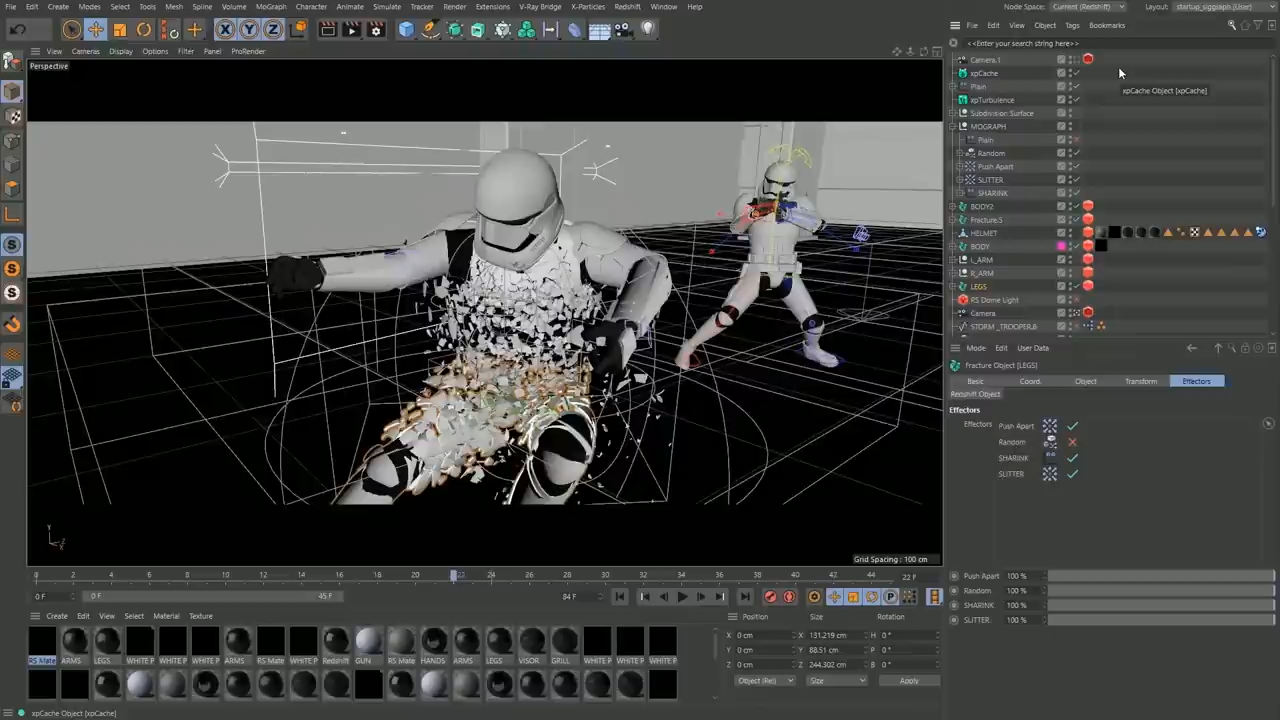 File Edit Create Modes Select Tools Mesh Spline Volume MoGraph Character Animate Simulate Tracker Render Extensions V-Ray Bridge X-Particles Redshift Window Help Node Space: Current (Redshift) Layout: startup_siggraph (User)
X Y Z File Edit View Object Tags Bookmarks
<<Enter your search string here>>
View Cameras Display Options Filter Panel ProRender
Perspective
Camera.1
xpCache
xpCache Object [xpCache]
Plain
xpTurbulence
Subdivision Surface
MOGRAPH
Plain
Random
Push Apart
SLITTER
SHARINK
BODY2
Fracture.5
HELMET
BODY
L_ARM
R_ARM
LEGS
RS Dome Light
Camera
STORM _TROOPER.8
Mode Edit User Data
Fracture Object [LEGS]
Basic Coord. Object Transform Effectors
Redshift Object
Effectors
Effectors Push Apart
Random
SHARINK
SLITTER
Grid Spacing : 100 cm
0 2 4 6 8 10 12 14 16 18 20 24 26 28 30 32 34 36 38 40 42 44 22 F
0 F 0 F 45 F 84 F
Push Apart 100 %
Random 100 %
SHARINK 100 %
SLITTER 100 %
Create Edit View Select Material Texture
Position Size Rotation
X 0 cm X 131.219 cm H 0 °
Y 0 cm Y 88.51 cm P 0 °
Z 0 cm Z 244.302 cm B 0 °
Object (Rel) Size Apply
RS Mate ARMS LEGS WHITE P WHITE P WHITE P ARMS RS Mate WHITE P Redshift GUN RS Mate HANDS ARMS LEGS VISOR GRILL WHITE P WHITE P WHITE P
xpCache Object [xpCache]